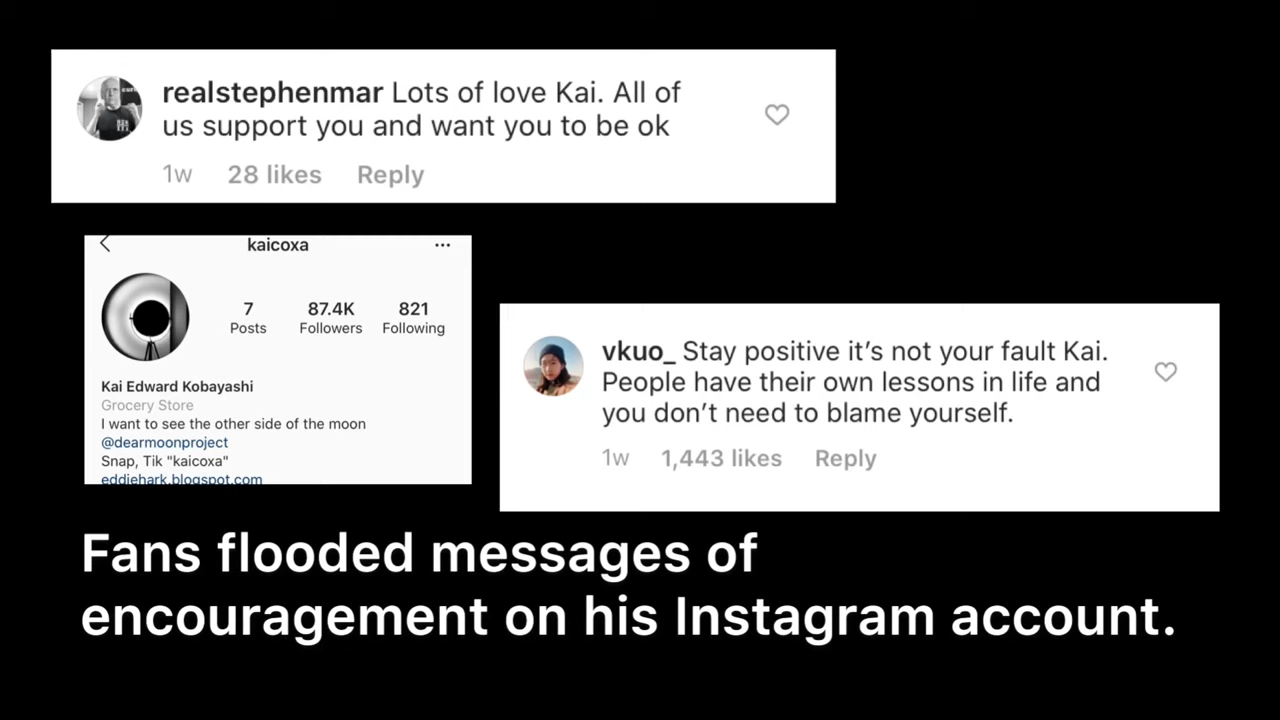 realstephenmar Lots of love Kai. All of
us support you and want you to be ok
1w 28 likes Reply
kaicoxa
7 87.4K 821
Posts Followers Following
Kai Edward Kobayashi
Grocery Store
I want to see the other side of the moon
@dearmoonproject
Snap, Tik "kaicoxa"
eddiehark.blogspot.com
vkuo_ Stay positive it’s not your fault Kai.
People have their own lessons in life and
you don’t need to blame yourself.
1w 1,443 likes Reply
Fans flooded messages of
encouragement on his Instagram account.